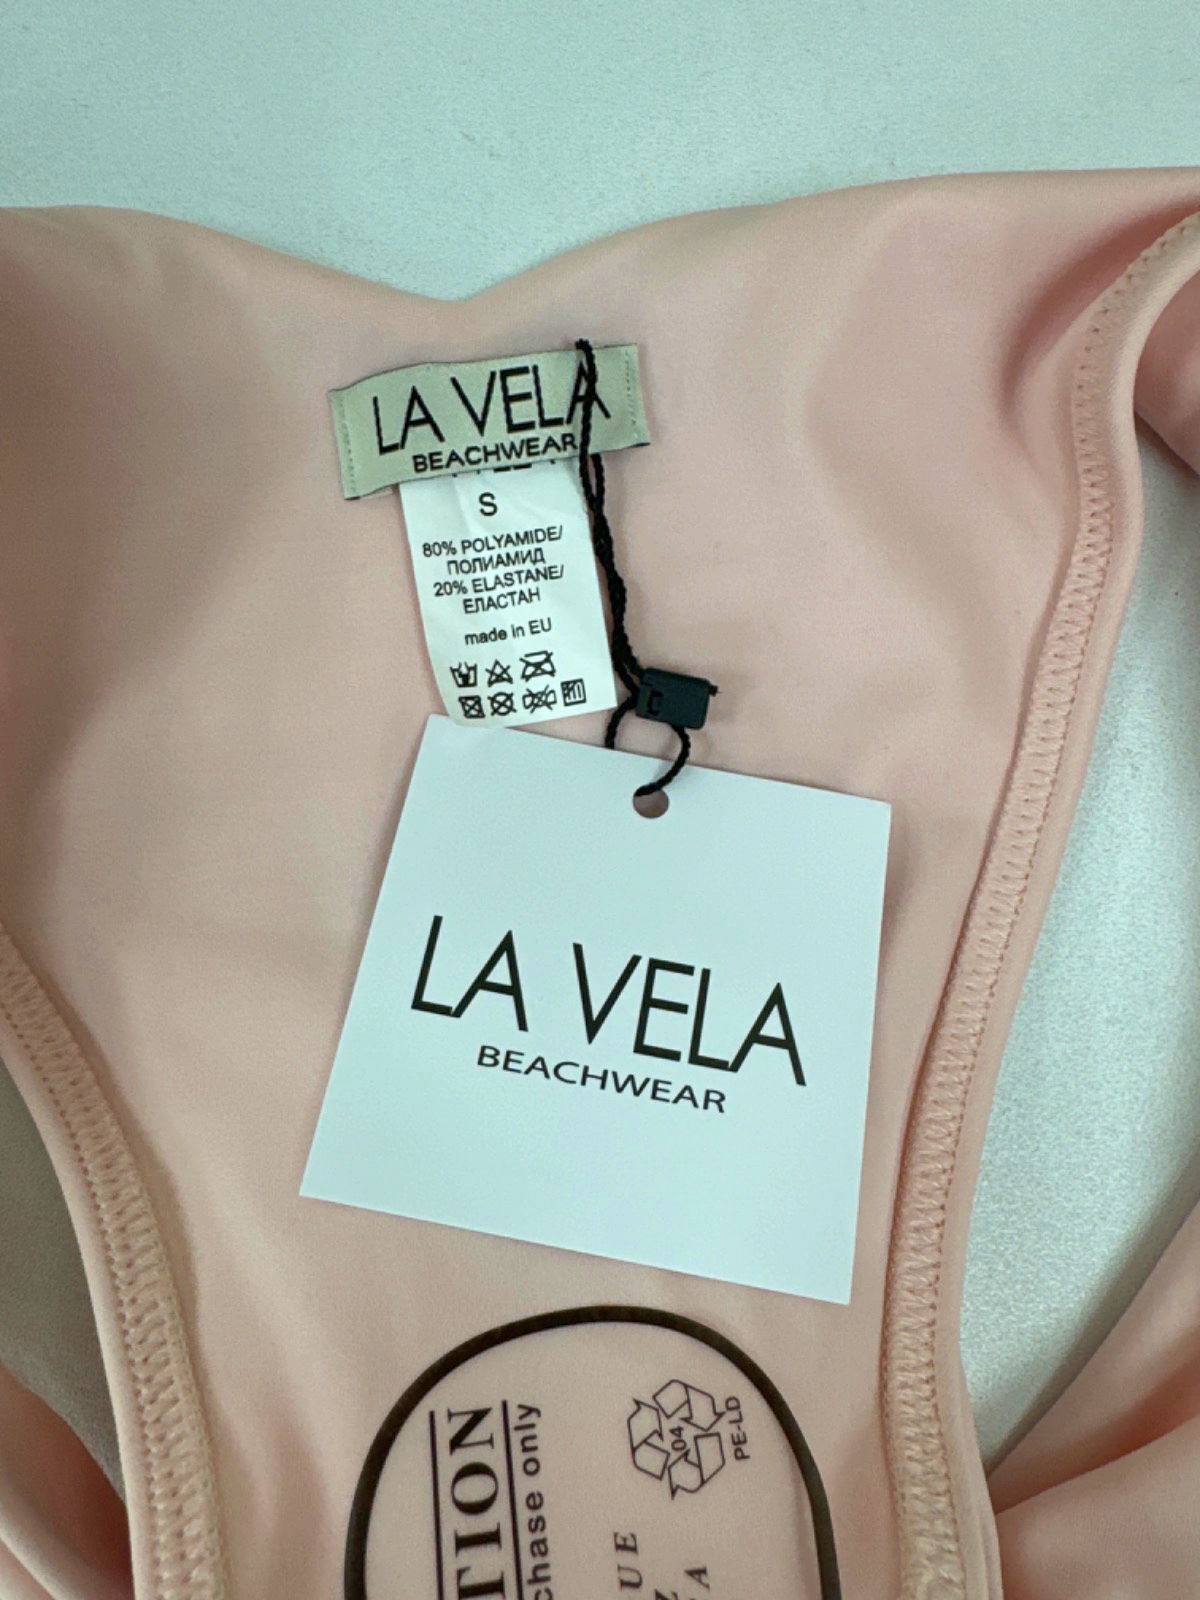 LA VELA
BEACHWEAR
S
80% POLYAMIDE/
ПОЛИАМИД
20% ELASTANE/
ЕЛАСТАН
made in EU
LA VELA
BEACHWEAR
TION
chase only
04
PE-LD
UE
Z
A